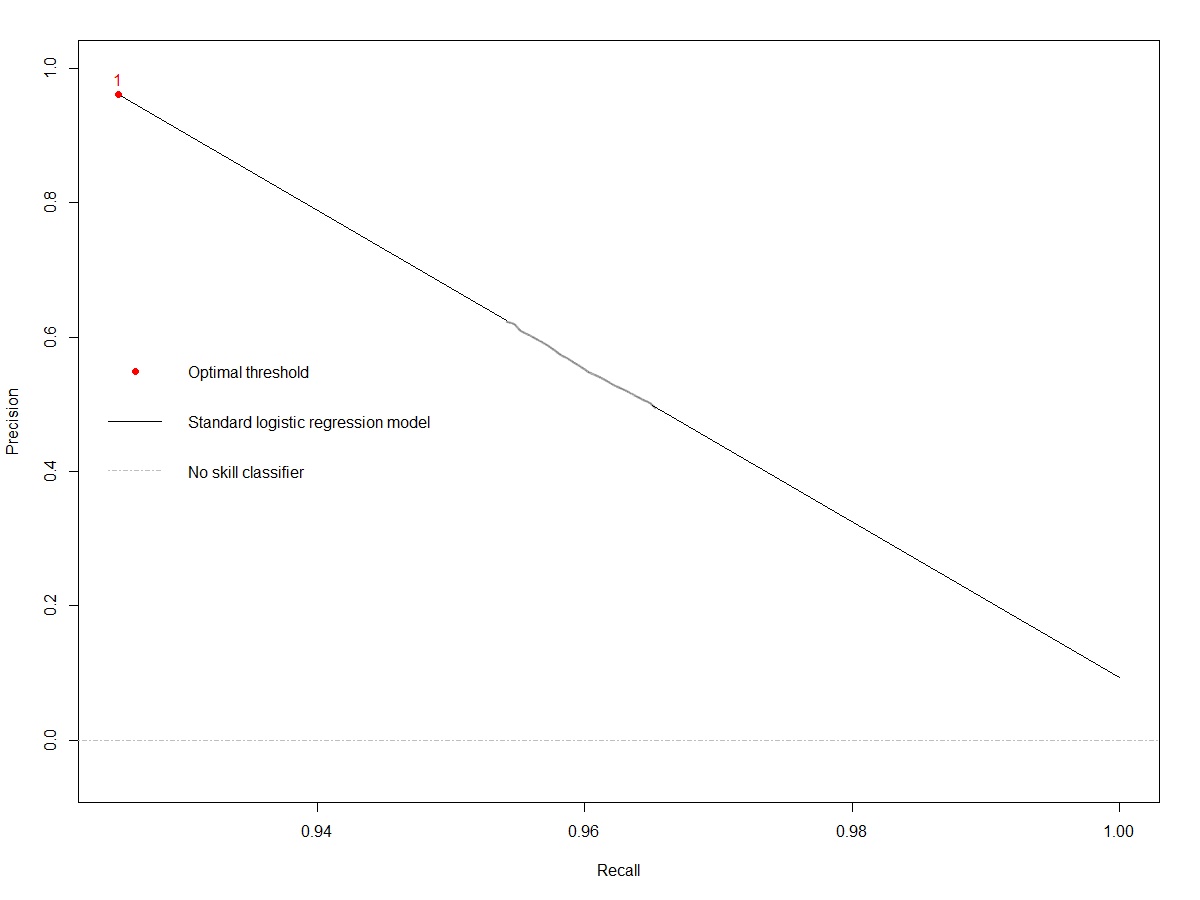 1
1.0
0.8
0.6
0.4
0.2
0.0
Precision
Optimal threshold
Standard logistic regression model
No skill classifier
0.94 0.96 0.98 1.00
Recall